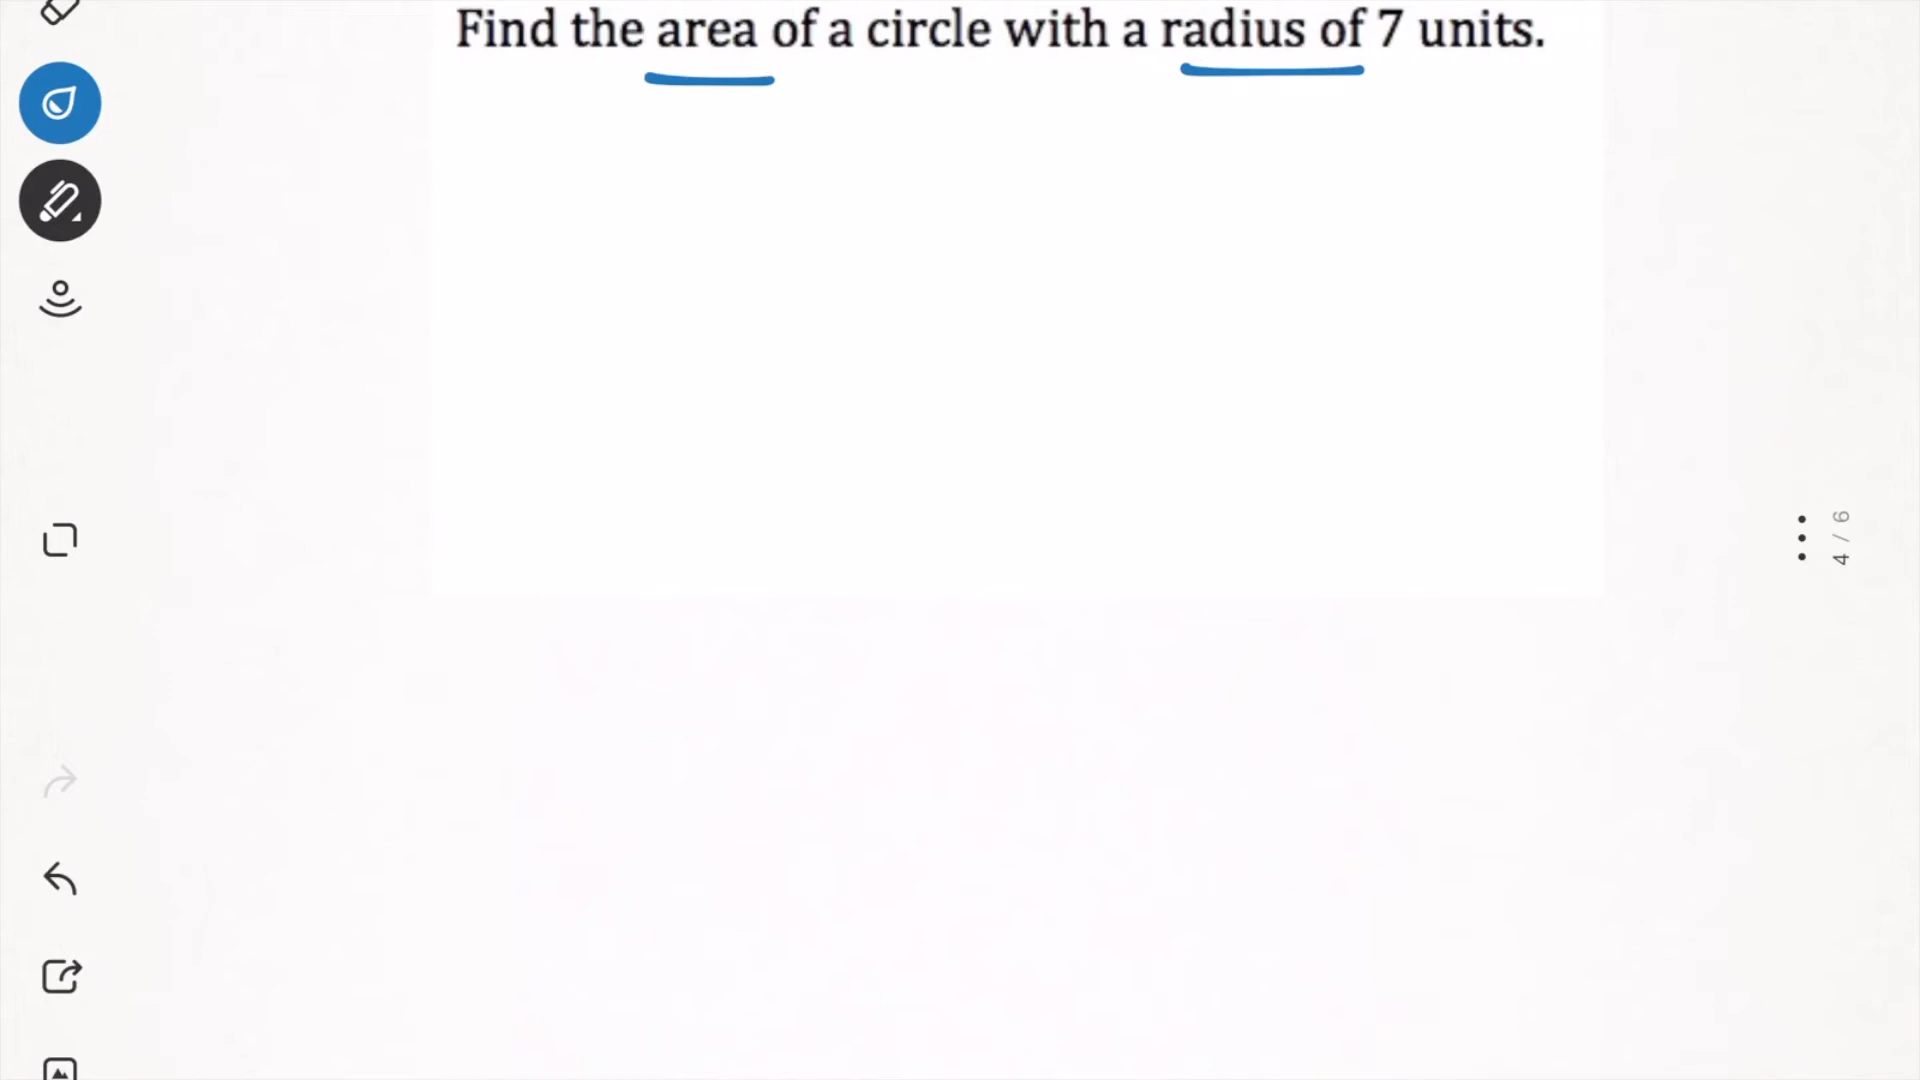 Find the area of a circle with a radius of 7 units.
4 / 6